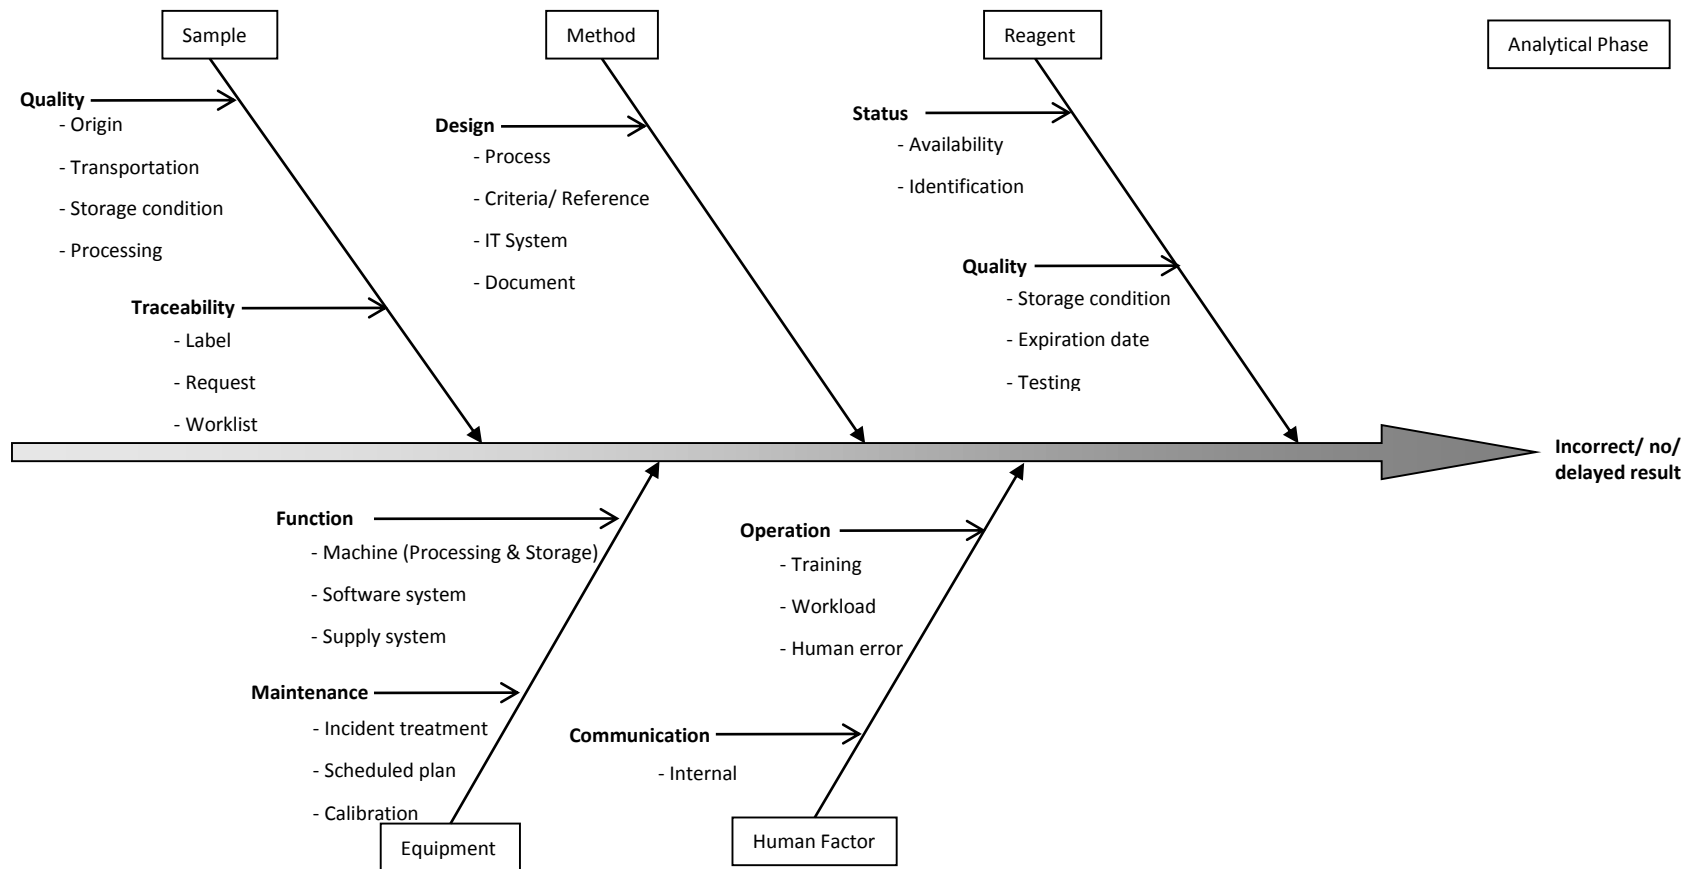 Sample
Method
Reagent
Analytical Phase
Quality
- Origin
- Transportation
- Storage condition
- Processing
Traceability
- Label
- Request
- Worklist
Design
- Process
- Criteria/ Reference
- IT System
- Document
Status
- Availability
- Identification
Quality
- Storage condition
- Expiration date
- Testing
Incorrect/ no/
delayed result
Function
- Machine (Processing & Storage)
- Software system
- Supply system
Maintenance
- Incident treatment
- Scheduled plan
- Calibration
Equipment
Operation
- Training
- Workload
- Human error
Communication
- Internal
Human Factor